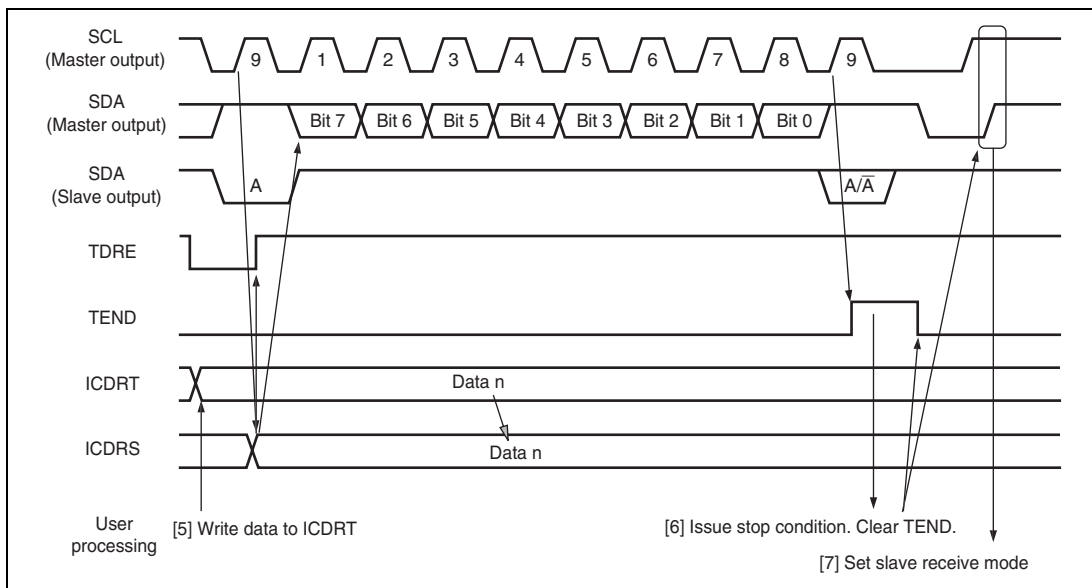 SCL
(Master output)
9 1 2 3 4 5 6 7 8 9
SDA
(Master output)
Bit 7 Bit 6 Bit 5 Bit 4 Bit 3 Bit 2 Bit 1 Bit 0
SDA
(Slave output)
A A/A̅
TDRE
TEND
ICDRT
Data n
ICDRS
Data n
User
processing
[5] Write data to ICDRT
[6] Issue stop condition. Clear TEND.
[7] Set slave receive mode